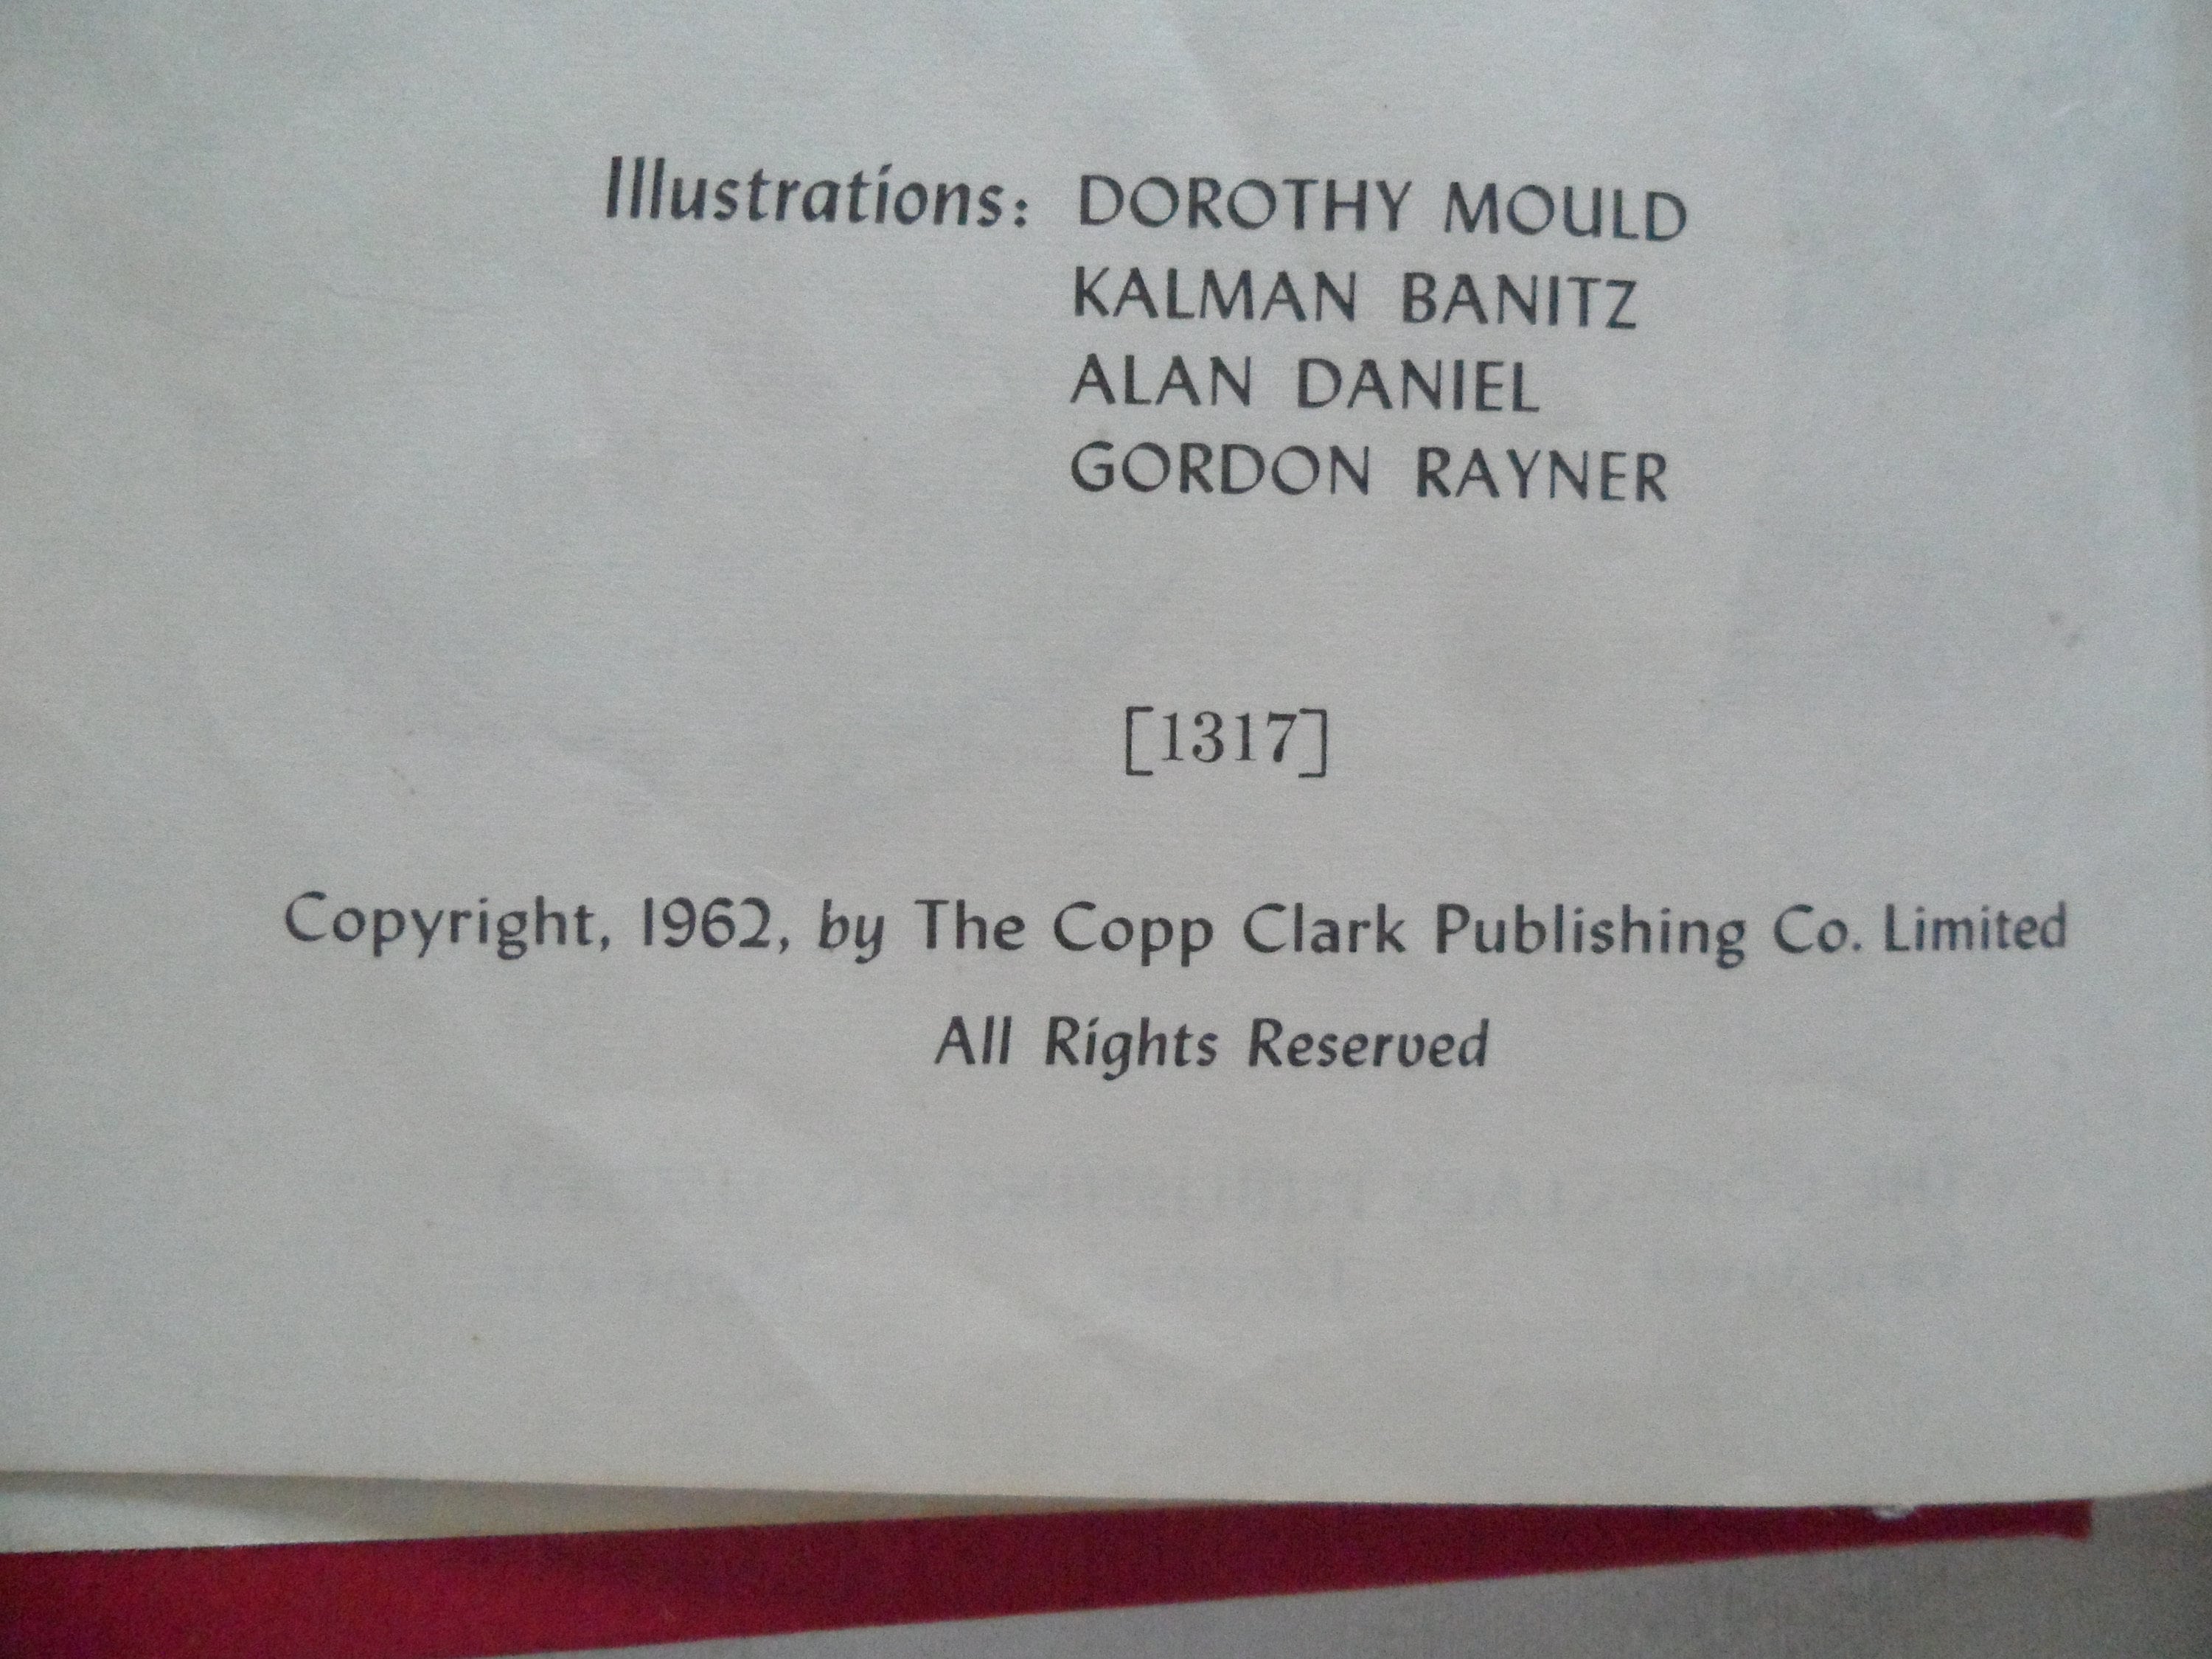 Illustrations: DOROTHY MOULD
KALMAN BANITZ
ALAN DANIEL
GORDON RAYNER
[1317]
Copyright, 1962, by The Copp Clark Publishing Co. Limited
All Rights Reserved